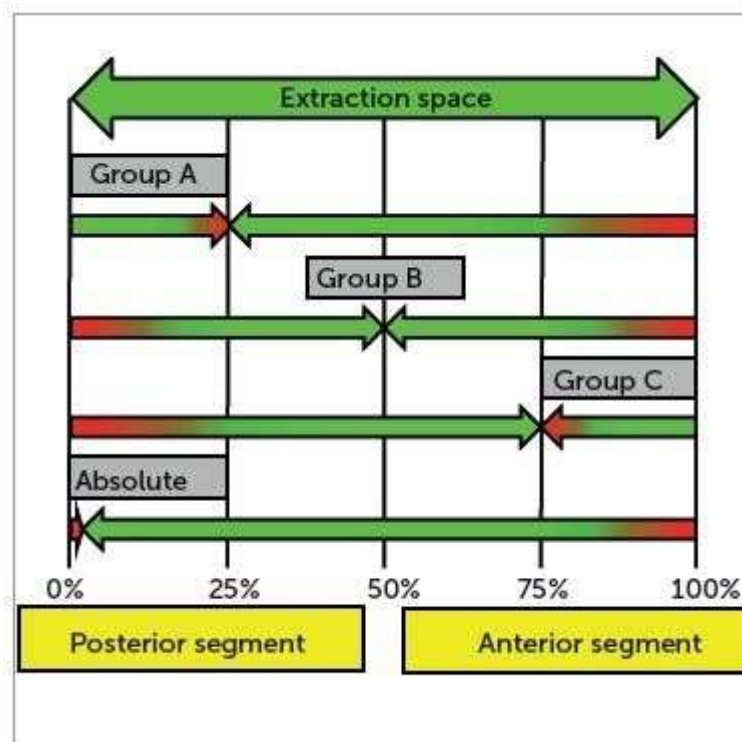 Extraction space
Group A
Group B
Group C
Absolute
0% 25% 50% 75% 100%
Posterior segment Anterior segment